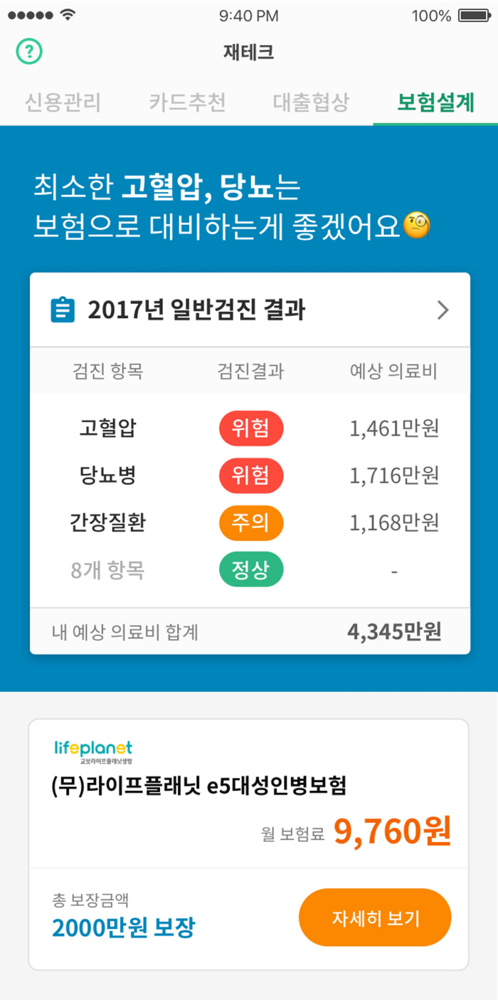 9:40 PM 100%
?
재테크
신용관리 카드추천 대출협상 보험설계
최소한 고혈압, 당뇨는
보험으로 대비하는게 좋겠어요🧐
2017년 일반검진 결과
검진 항목 검진결과 예상 의료비
고혈압 위험 1,461만원
당뇨병 위험 1,716만원
간장질환 주의 1,168만원
8개 항목 정상 -
내 예상 의료비 합계 4,345만원
lifeplanet
교보라이프플래닛생명
(무)라이프플래닛 e5대성인병보험
월 보험료 9,760원
총 보장금액
2000만원 보장
자세히 보기